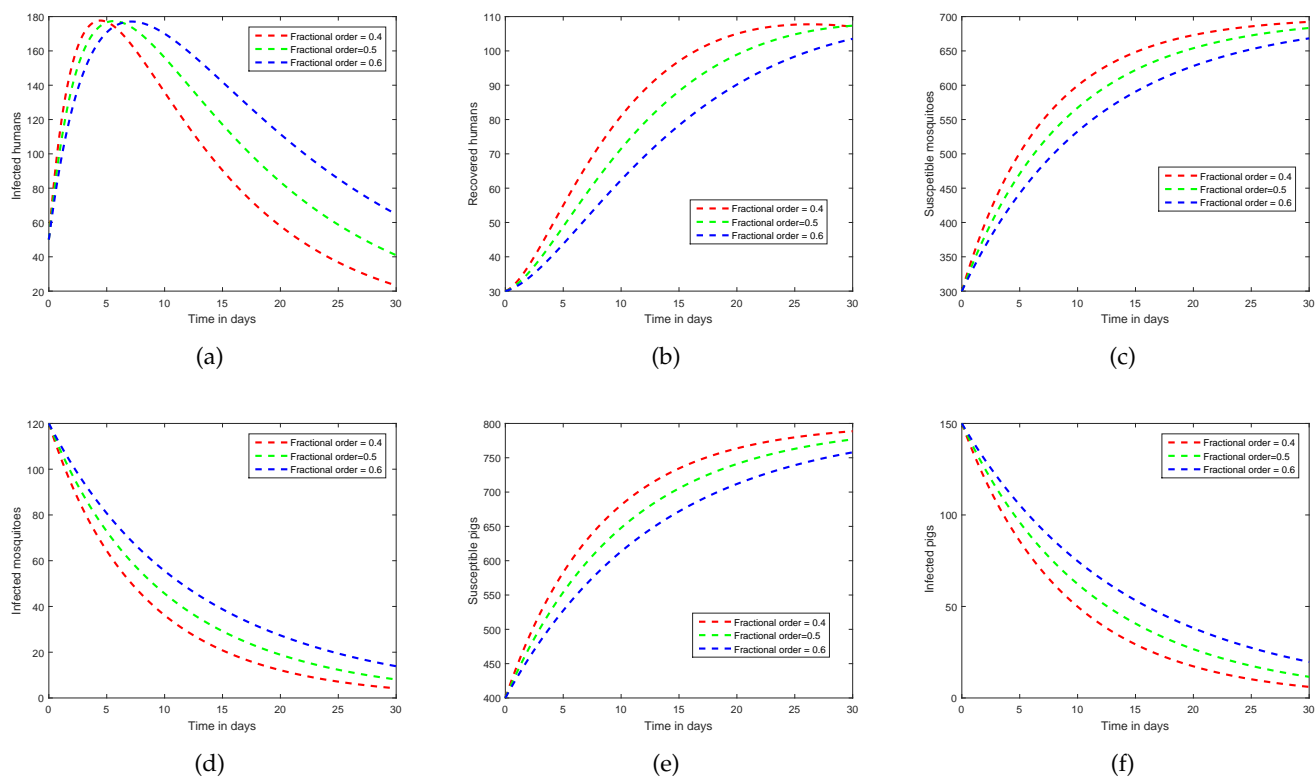 180
160
140
120
100
80
60
40
20
Infected humans
0 5 10 15 20 25 30
Time in days
Fractional order = 0.4
Fractional order=0.5
Fractional order = 0.6
(a)
110
100
90
80
70
60
50
40
30
Recovered humans
0 5 10 15 20 25 30
Time in days
Fractional order = 0.4
Fractional order=0.5
Fractional order = 0.6
(b)
700
650
600
550
500
450
400
350
300
Suscpetible mosquitoes
0 5 10 15 20 25 30
Time in days
Fractional order = 0.4
Fractional order=0.5
Fractional order = 0.6
(c)
120
100
80
60
40
20
0
Infected mosquitoes
0 5 10 15 20 25 30
Time in days
Fractional order = 0.4
Fractional order=0.5
Fractional order = 0.6
(d)
800
750
700
650
600
550
500
450
400
Susceptible pigs
0 5 10 15 20 25 30
Time in days
Fractional order = 0.4
Fractional order=0.5
Fractional order = 0.6
(e)
150
100
50
0
Infected pigs
0 5 10 15 20 25 30
Time in days
Fractional order = 0.4
Fractional order=0.5
Fractional order = 0.6
(f)